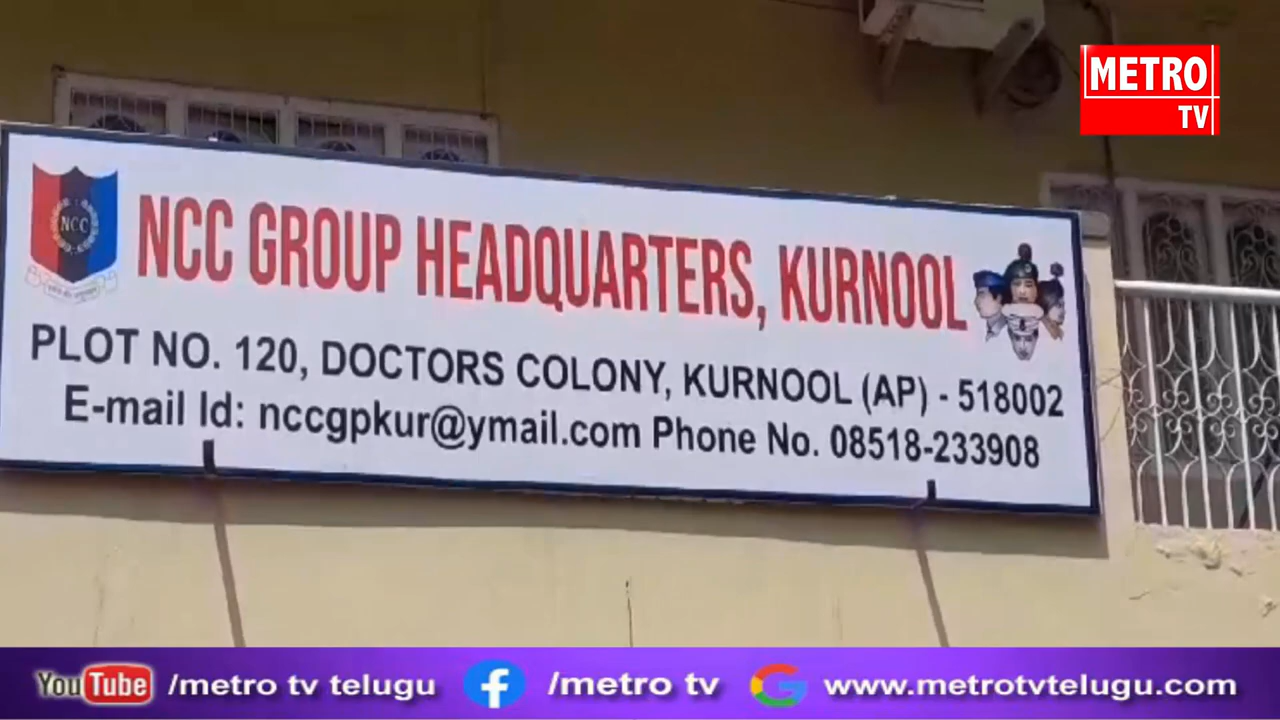 METRO
TV
NCC
NCC GROUP HEADQUARTERS, KURNOOL
PLOT NO. 120, DOCTORS COLONY, KURNOOL (AP) - 518002
E-mail Id: nccgpkur@ymail.com Phone No. 08518-233908
YouTube /metro tv telugu f /metro tv G www.metrotvtelugu.com